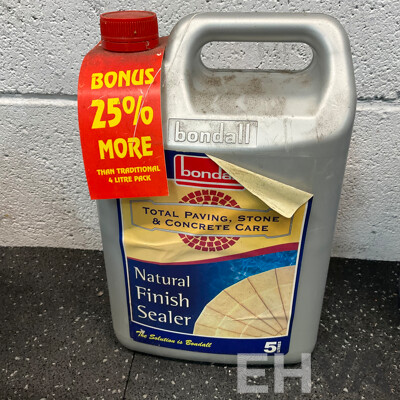 BONUS
25%
MORE
THAN TRADITIONAL
4 LITRE PACK
bondall
bondal
TOTAL PAVING, STONE
& CONCRETE CARE
Natural
Finish
Sealer
The Solution is Bondall
5
EH